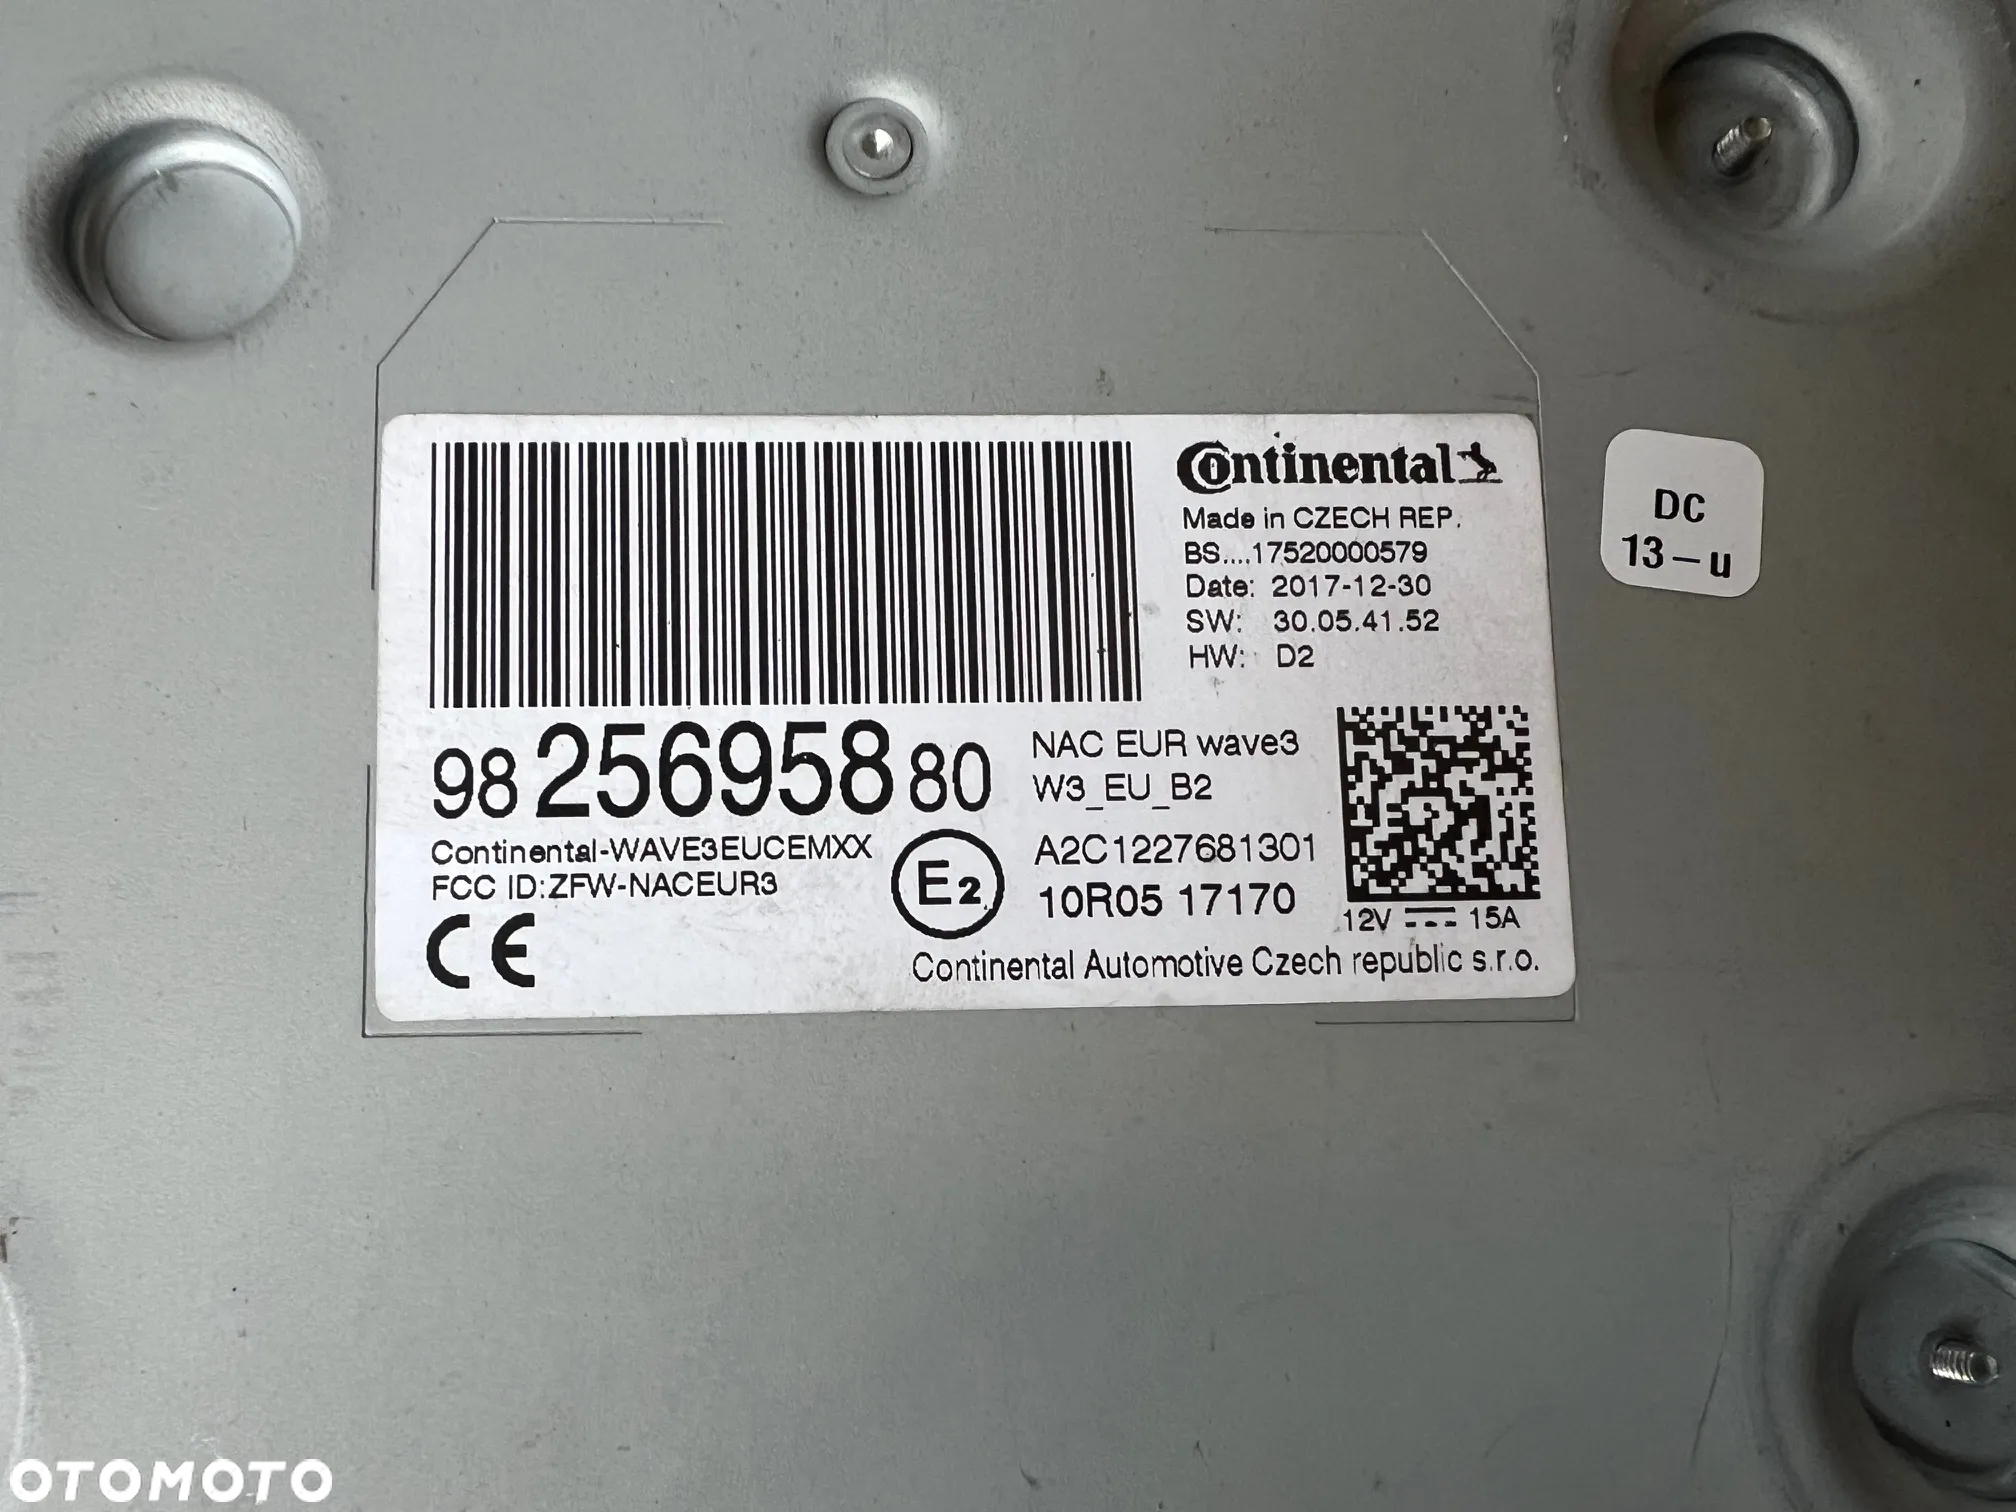 Continental
Made in CZECH REP.
BS....17520000579
Date: 2017-12-30
SW: 30.05.41.52
HW: D2
DC
13-u
98 256958 80
NAC EUR wave3
W3_EU_B2
Continental-WAVE3EUCEMXX
FCC ID:ZFW-NACEUR3
CE
E2
A2C1227681301
10R05 17170
12V 15A
Continental Automotive Czech republic s.r.o.
OTOMOTO